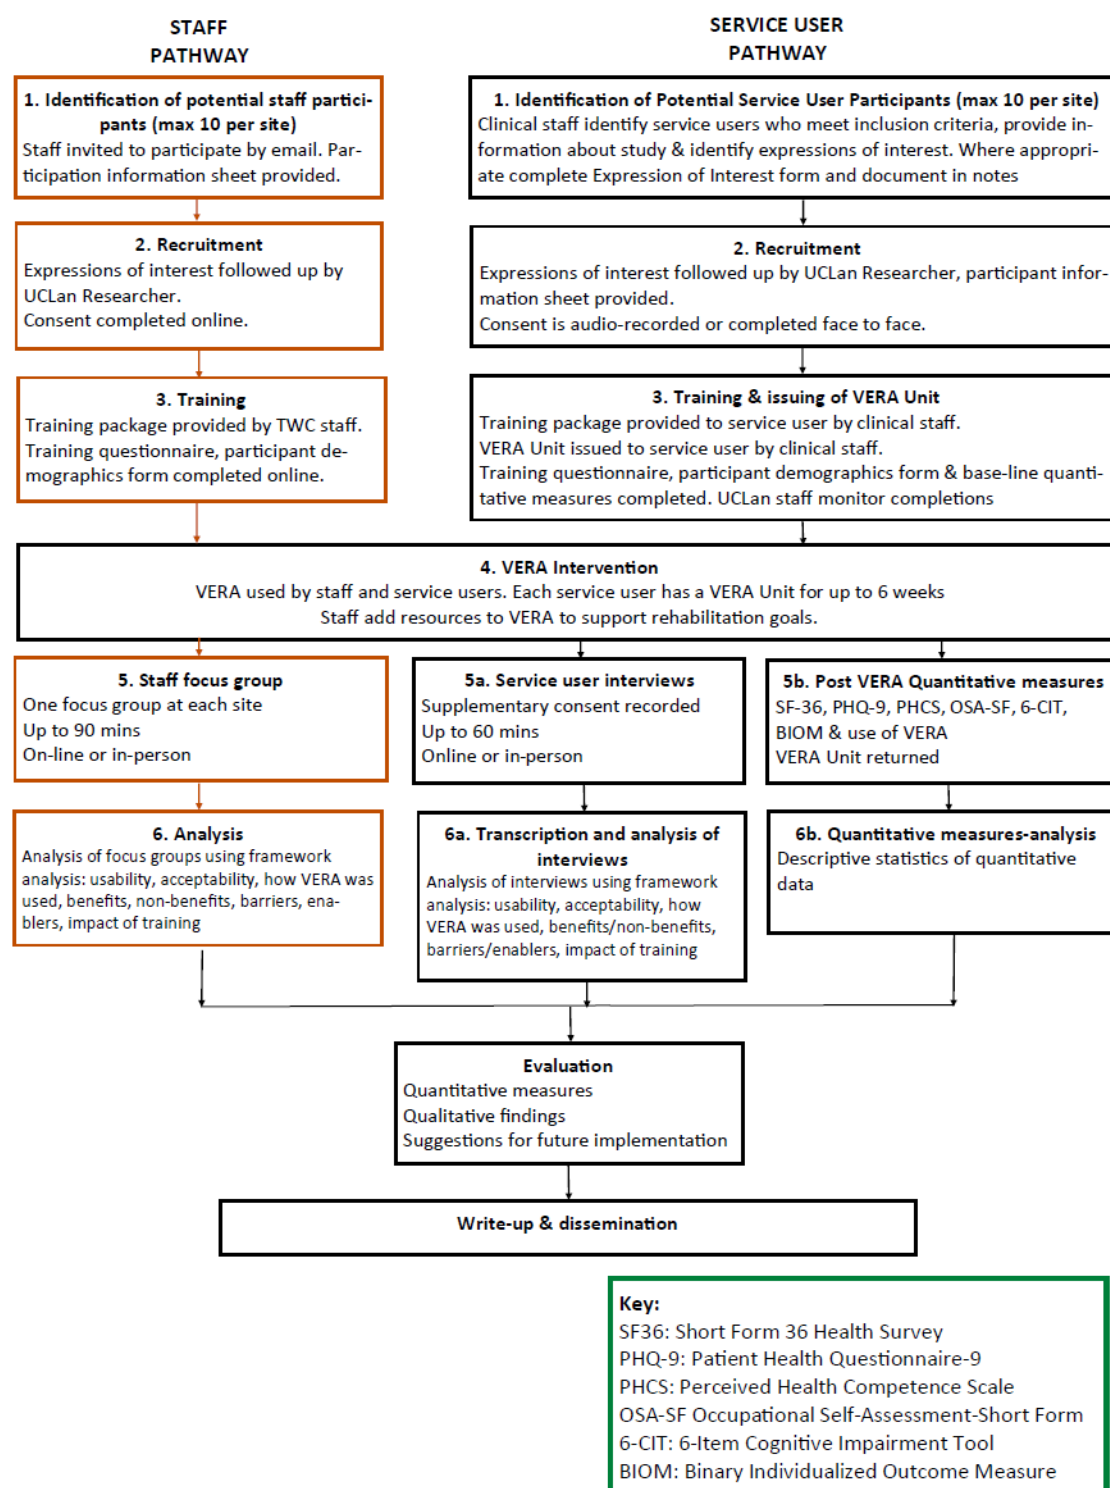 STAFF
PATHWAY
SERVICE USER
PATHWAY
1. Identification of potential staff partici-
pants (max 10 per site)
Staff invited to participate by email. Par-
ticipation information sheet provided.
1. Identification of Potential Service User Participants (max 10 per site)
Clinical staff identify service users who meet inclusion criteria, provide in-
formation about study & identify expressions of interest. Where appropri-
ate complete Expression of Interest form and document in notes
2. Recruitment
Expressions of interest followed up by
UCLan Researcher.
Consent completed online.
2. Recruitment
Expressions of interest followed up by UCLan Researcher, participant infor-
mation sheet provided.
Consent is audio-recorded or completed face to face.
3. Training
Training package provided by TWC staff.
Training questionnaire, participant de-
mographics form completed online.
3. Training & issuing of VERA Unit
Training package provided to service user by clinical staff.
VERA Unit issued to service user by clinical staff.
Training questionnaire, participant demographics form & base-line quanti-
tative measures completed. UCLan staff monitor completions
4. VERA Intervention
VERA used by staff and service users. Each service user has a VERA Unit for up to 6 weeks
Staff add resources to VERA to support rehabilitation goals.
5. Staff focus group
One focus group at each site
Up to 90 mins
On-line or in-person
5a. Service user interviews
Supplementary consent recorded
Up to 60 mins
Online or in-person
5b. Post VERA Quantitative measures
SF-36, PHQ-9, PHCS, OSA-SF, 6-CIT,
BIOM & use of VERA
VERA Unit returned
6. Analysis
Analysis of focus groups using framework
analysis: usability, acceptability, how VERA was
used, benefits, non-benefits, barriers, ena-
blers, impact of training
6a. Transcription and analysis of
interviews
Analysis of interviews using framework
analysis: usability, acceptability, how
VERA was used, benefits/non-benefits,
barriers/enablers, impact of training
6b. Quantitative measures-analysis
Descriptive statistics of quantitative
data
Evaluation
Quantitative measures
Qualitative findings
Suggestions for future implementation
Write-up & dissemination
Key:
SF36: Short Form 36 Health Survey
PHQ-9: Patient Health Questionnaire-9
PHCS: Perceived Health Competence Scale
OSA-SF Occupational Self-Assessment-Short Form
6-CIT: 6-Item Cognitive Impairment Tool
BIOM: Binary Individualized Outcome Measure